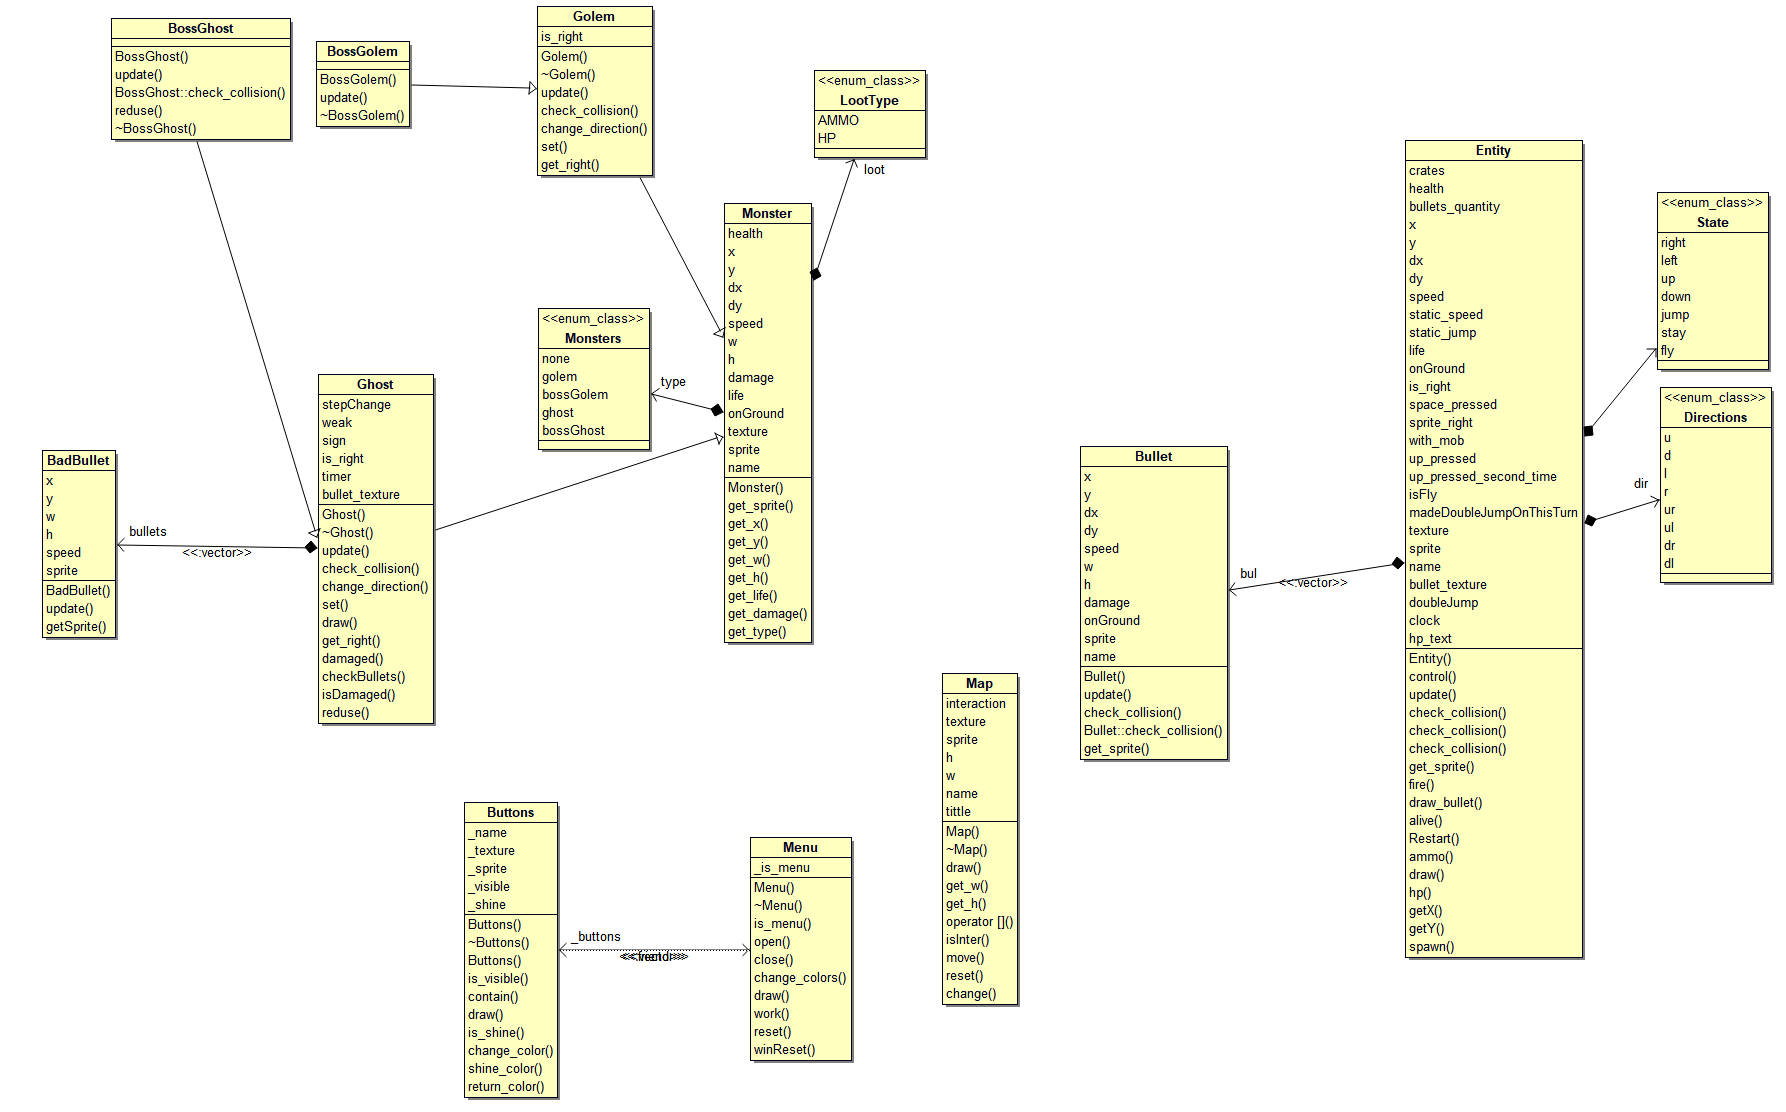 BossGhost
BossGhost()
update()
BossGhost::check_collision()
reduse()
~BossGhost()
BossGolem
BossGolem()
update()
~BossGolem()
Golem
is_right
Golem()
~Golem()
update()
check_collision()
change_direction()
set()
get_right()
<<enum_class>>
LootType
AMMO
HP
loot
Monster
health
x
y
dx
dy
speed
w
h
damage
life
onGround
texture
sprite
name
Monster()
get_sprite()
get_x()
get_y()
get_w()
get_h()
get_life()
get_damage()
get_type()
<<enum_class>>
Monsters
none
golem
bossGolem
ghost
bossGhost
type
Ghost
stepChange
weak
sign
is_right
timer
bullet_texture
Ghost()
~Ghost()
update()
check_collision()
change_direction()
set()
draw()
get_right()
damaged()
checkBullets()
isDamaged()
reduse()
BadBullet
x
y
w
h
speed
sprite
BadBullet()
update()
getSprite()
bullets
<<:vector>>
Entity
crates
health
bullets_quantity
x
y
dx
dy
speed
static_speed
static_jump
life
onGround
is_right
space_pressed
sprite_right
with_mob
up_pressed
up_pressed_second_time
isFly
madeDoubleJumpOnThisTurn
texture
sprite
name
bullet_texture
doubleJump
clock
hp_text
Entity()
control()
update()
check_collision()
check_collision()
check_collision()
get_sprite()
fire()
draw_bullet()
alive()
Restart()
ammo()
draw()
hp()
getX()
getY()
spawn()
<<enum_class>>
State
right
left
up
down
jump
stay
fly
<<enum_class>>
Directions
u
d
l
r
ur
ul
dr
dl
dir
Bullet
x
y
dx
dy
speed
w
h
damage
onGround
sprite
name
Bullet()
update()
check_collision()
Bullet::check_collision()
get_sprite()
bul
<<:vector>>
Map
interaction
texture
sprite
h
w
name
tittle
Map()
~Map()
draw()
get_w()
get_h()
operator []()
isInter()
move()
reset()
change()
Buttons
_name
_texture
_sprite
_visible
_shine
Buttons()
~Buttons()
Buttons()
is_visible()
contain()
draw()
is_shine()
change_color()
shine_color()
return_color()
_buttons
Menu
_is_menu
Menu()
~Menu()
is_menu()
open()
close()
change_colors()
draw()
work()
reset()
winReset()